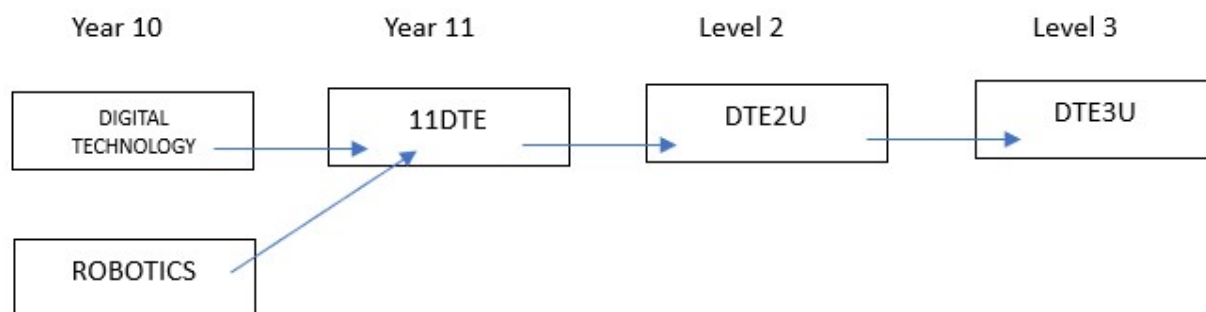 Year 10
Year 11
Level 2
Level 3
DIGITAL
TECHNOLOGY
11DTE
DTE2U
DTE3U
ROBOTICS